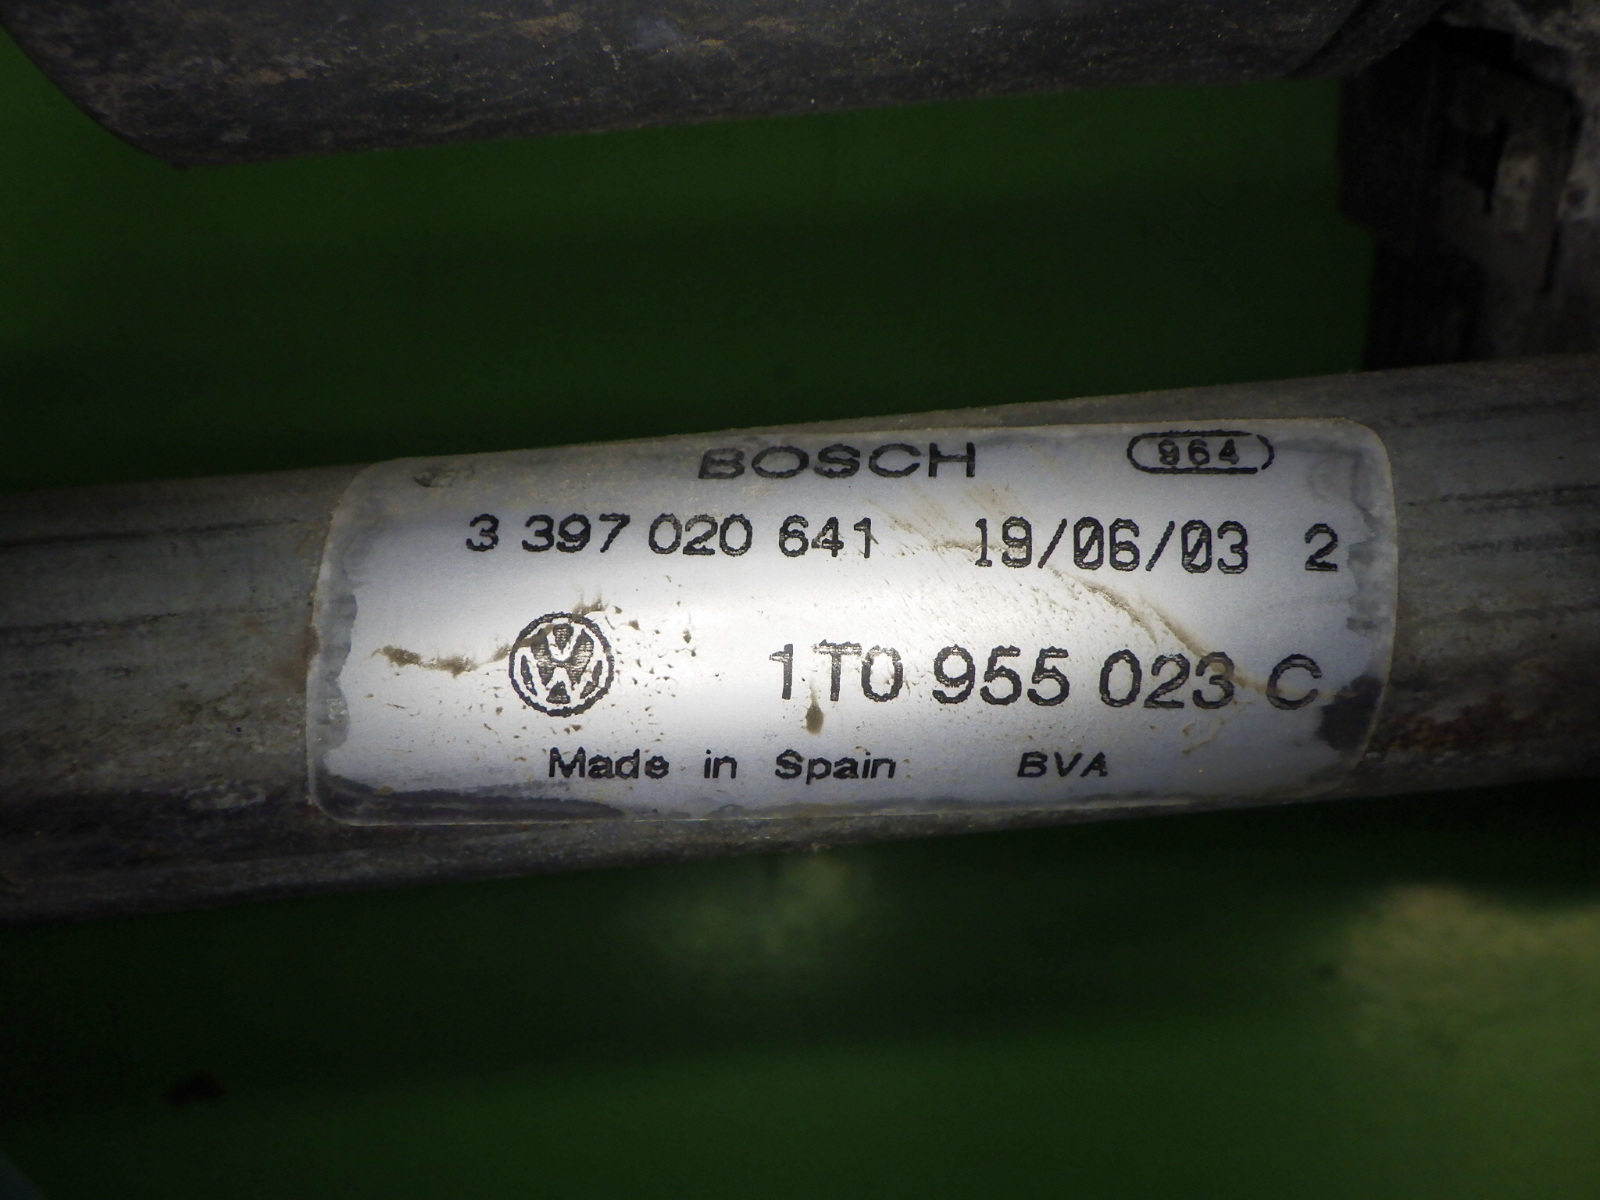 BOSCH 964
3 397 020 641 19/06/03 2
1T0 955 023 C
Made in Spain BVA